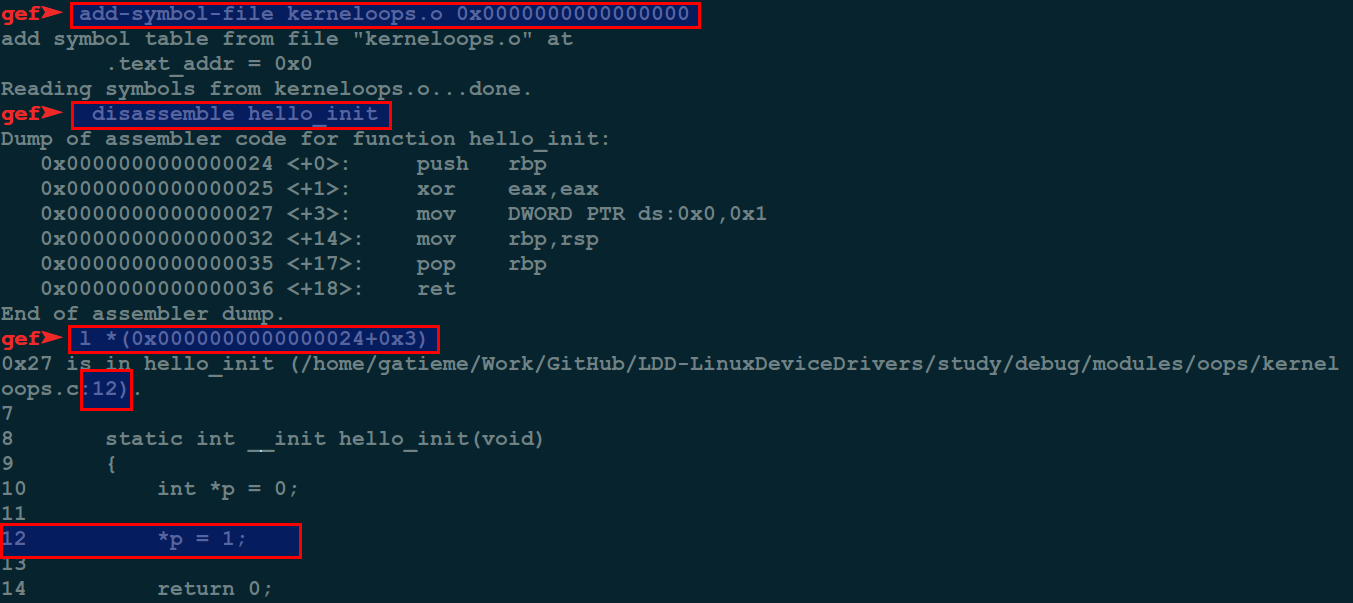 gef➤  add-symbol-file kerneloops.o 0x0000000000000000
add symbol table from file "kerneloops.o" at
        .text_addr = 0x0
Reading symbols from kerneloops.o...done.
gef➤   disassemble hello_init
Dump of assembler code for function hello_init:
   0x0000000000000024 <+0>:     push   rbp
   0x0000000000000025 <+1>:     xor    eax,eax
   0x0000000000000027 <+3>:     mov    DWORD PTR ds:0x0,0x1
   0x0000000000000032 <+14>:    mov    rbp,rsp
   0x0000000000000035 <+17>:    pop    rbp
   0x0000000000000036 <+18>:    ret
End of assembler dump.
gef➤  l *(0x0000000000000024+0x3)
0x27 is in hello_init (/home/gatieme/Work/GitHub/LDD-LinuxDeviceDrivers/study/debug/modules/oops/kernel
oops.c:12).
7
8       static int __init hello_init(void)
9       {
10          int *p = 0;
11
12          *p = 1;
13
14          return 0;